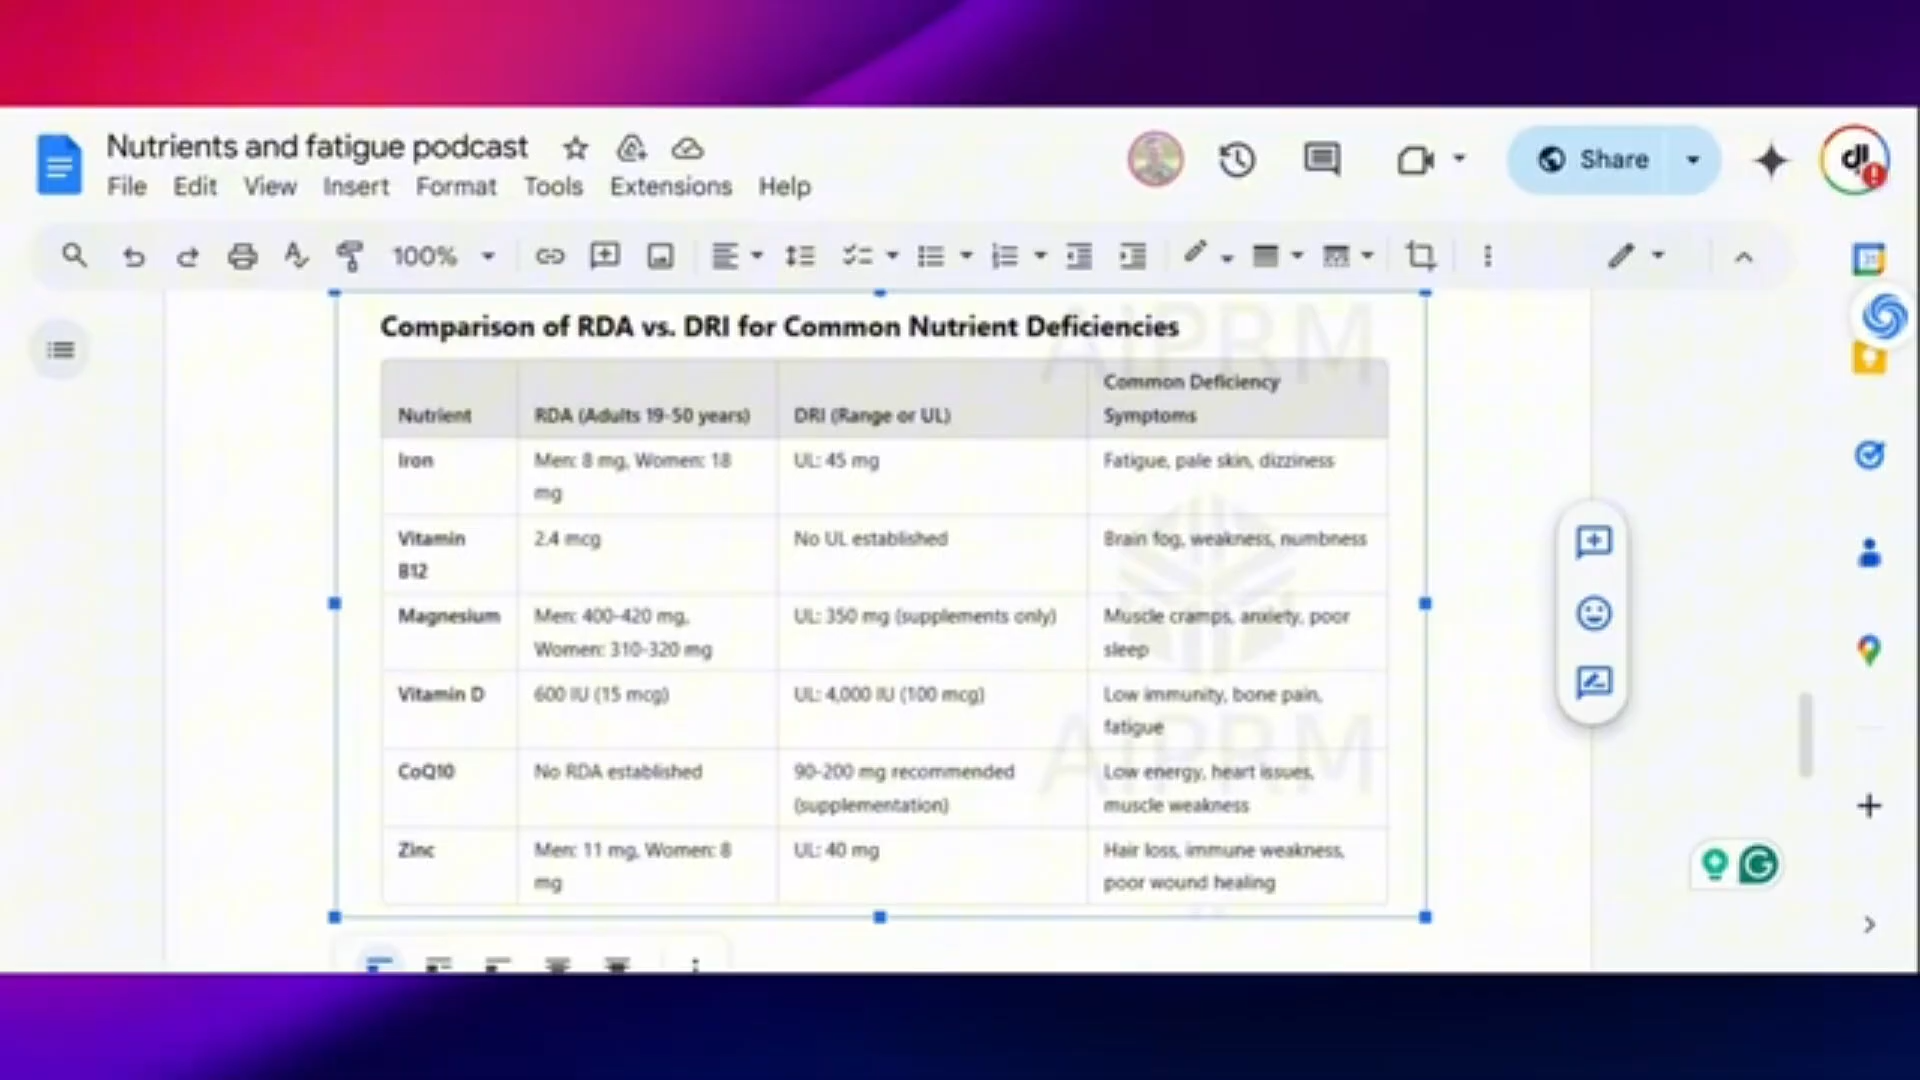 Nutrients and fatigue podcast
File Edit View Insert Format Tools Extensions Help
Share
100%
Comparison of RDA vs. DRI for Common Nutrient Deficiencies
Nutrient RDA (Adults 19-50 years) DRI (Range or UL) Common Deficiency
Symptoms
Iron Men: 8 mg, Women: 18 UL: 45 mg Fatigue, pale skin, dizziness
mg
Vitamin 2.4 mcg No UL established Brain fog, weakness, numbness
B12
Magnesium Men: 400-420 mg, UL: 350 mg (supplements only) Muscle cramps, anxiety, poor
Women: 310-320 mg sleep
Vitamin D 600 IU (15 mcg) UL: 4,000 IU (100 mcg) Low immunity, bone pain,
fatigue
CoQ10 No RDA established 90-200 mg recommended Low energy, heart issues,
(supplementation) muscle weakness
Zinc Men: 11 mg, Women: 8 UL: 40 mg Hair loss, immune weakness,
mg poor wound healing
AIPRM
AIPRM